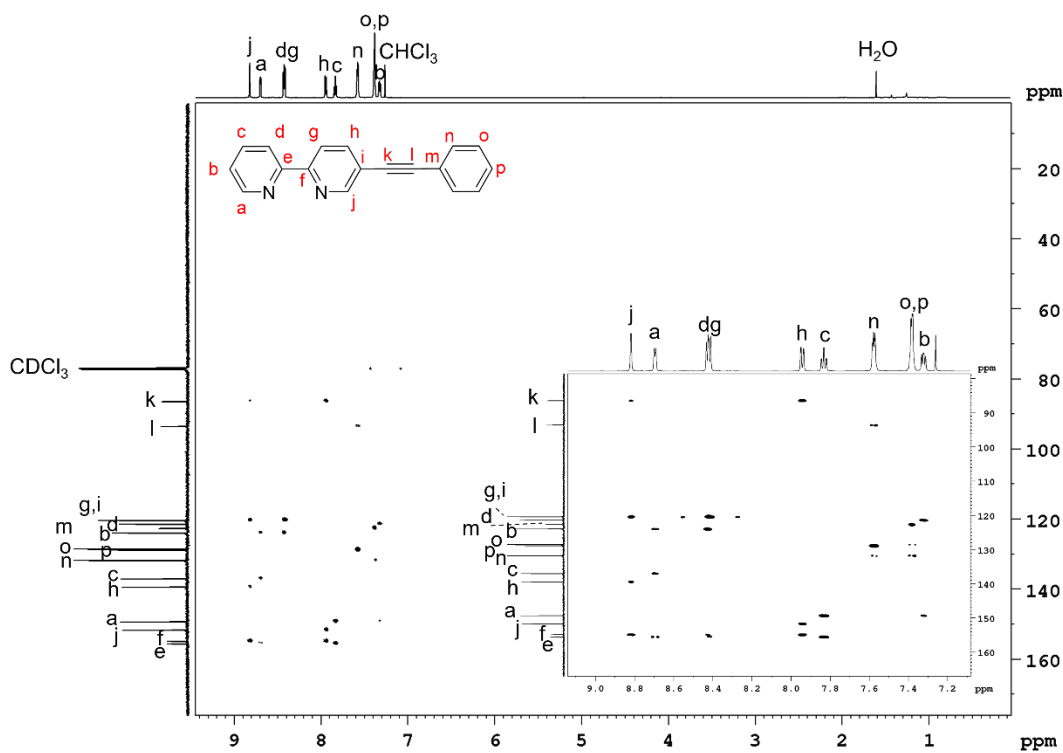 o,p
j
a
dg
h
c
n
CHCl3
b
H2O
ppm
c
d
g
h
n
o
b
e
i
k
l
m
p
f
a
N
N
j
20
40
60
80
100
120
140
160
CDCl3
k
l
g,i
m
d
b
o
p
n
c
h
a
j
f
e
j
a
dg
h
c
n
o,p
b
ppm
k
l
g,i
d
m
b
o
p
n
c
h
a
j
f
e
90
100
110
120
130
140
150
160
9.0 8.8 8.6 8.4 8.2 8.0 7.8 7.6 7.4 7.2 ppm
9 8 7 6 5 4 3 2 1 ppm